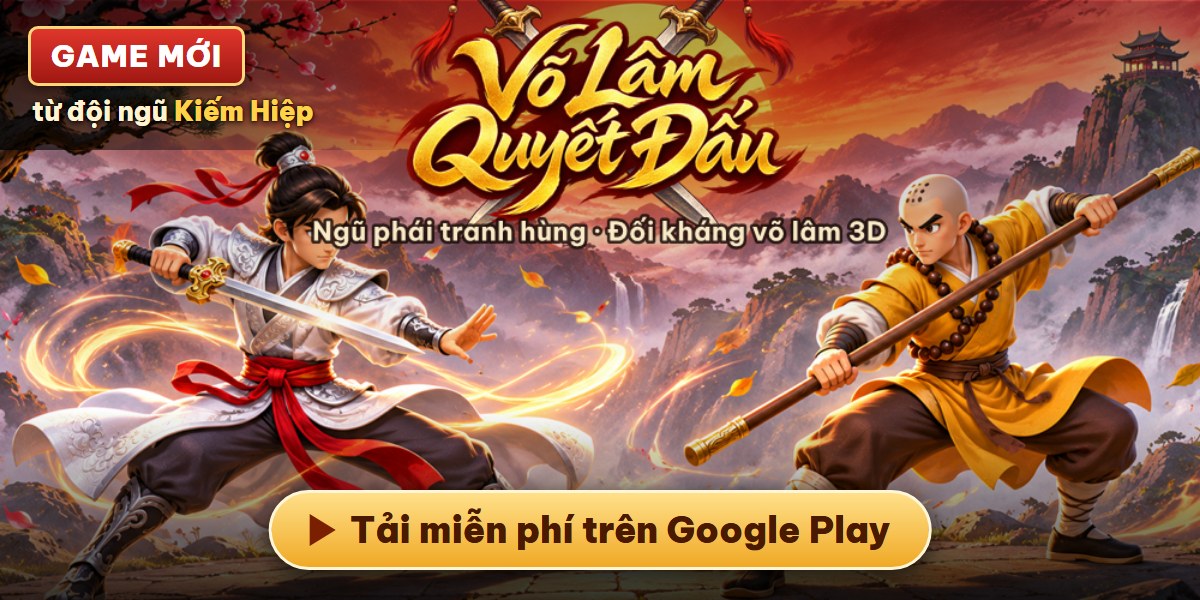 GAME MỚI
từ đội ngũ Kiếm Hiệp
Võ Lâm
Quyết Đấu
Ngũ phái tranh hùng · Đối kháng võ lâm 3D
Tải miễn phí trên Google Play